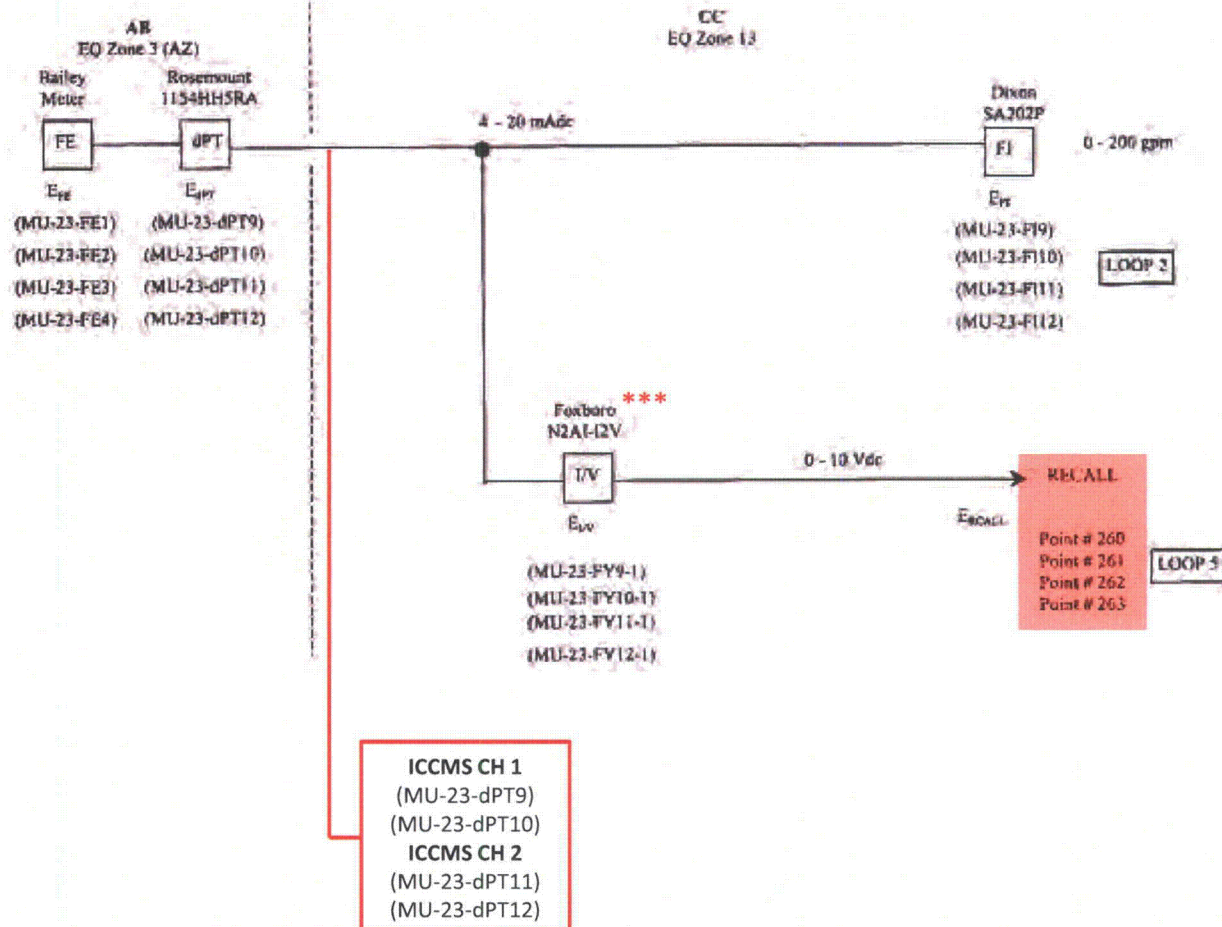 AB
EQ Zone 3 (AZ)
CC
EQ Zone 13
Bailey
Meter
Rosemount
1154HH5RA
FE
dPT
4 - 20 mAdc
Dixon
SA202P
FI
0 - 200 gpm
EFE
EdPT
EFI
(MU-23-FE1)
(MU-23-FE2)
(MU-23-FE3)
(MU-23-FE4)
(MU-23-dPT9)
(MU-23-dPT10)
(MU-23-dPT11)
(MU-23-dPT12)
(MU-23-FI9)
(MU-23-FI10)
(MU-23-FI11)
(MU-23-FI12)
LOOP 2
Foxboro ***
N2AI-I2V
I/V
EI/V
0 - 10 Vdc
ERCALL
RECALL
Point # 260
Point # 261
Point # 262
Point # 263
LOOP 5
(MU-23-FY9-1)
(MU-23-FY10-1)
(MU-23-FY11-1)
(MU-23-FY12-1)
ICCMS CH 1
(MU-23-dPT9)
(MU-23-dPT10)
ICCMS CH 2
(MU-23-dPT11)
(MU-23-dPT12)